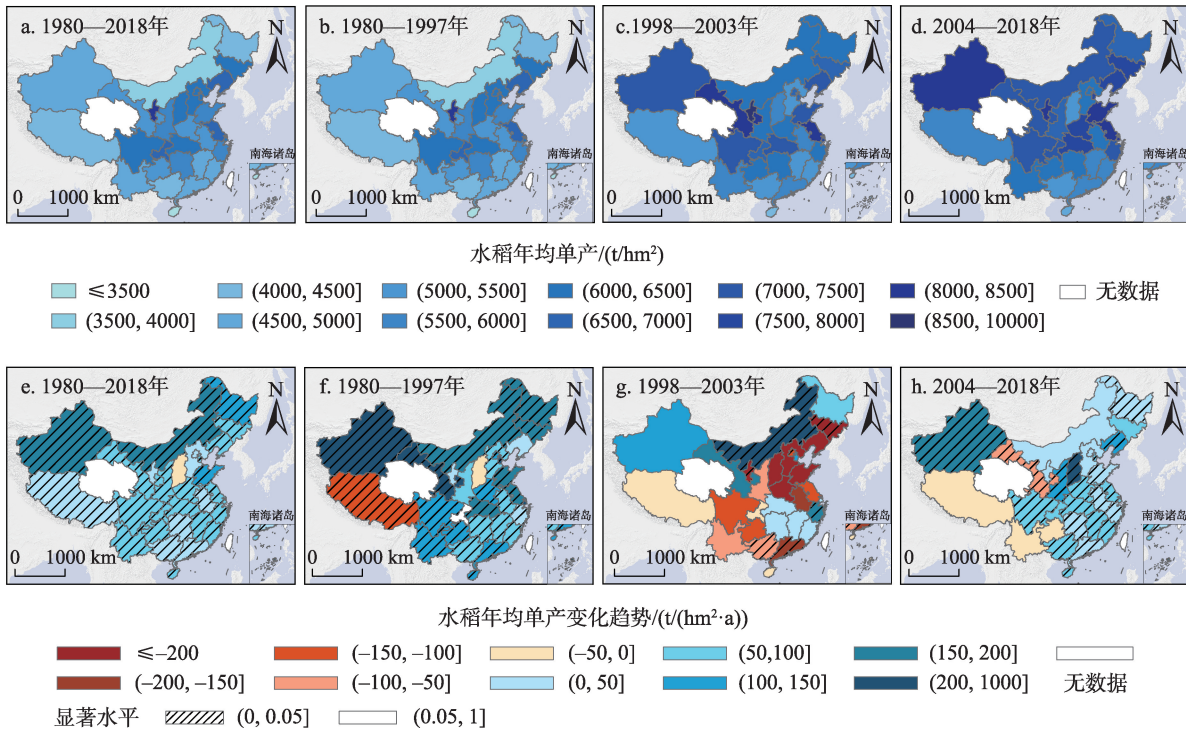 a. 1980—2018年
N
南海诸岛
0 1000 km
b. 1980—1997年
N
南海诸岛
0 1000 km
c.1998—2003年
N
南海诸岛
0 1000 km
d. 2004—2018年
N
南海诸岛
0 1000 km
水稻年均单产/(t/hm²)
≤3500 (4000, 4500] (5000, 5500] (6000, 6500] (7000, 7500] (8000, 8500] 无数据
(3500, 4000] (4500, 5000] (5500, 6000] (6500, 7000] (7500, 8000] (8500, 10000]
e. 1980—2018年
N
南海诸岛
0 1000 km
f. 1980—1997年
N
南海诸岛
0 1000 km
g. 1998—2003年
N
南海诸岛
0 1000 km
h. 2004—2018年
N
南海诸岛
0 1000 km
水稻年均单产变化趋势/(t/(hm²·a))
≤–200 (–150, –100] (–50, 0] (50,100] (150, 200]
(–200, –150] (–100, –50] (0, 50] (100, 150] (200, 1000] 无数据
显著水平 (0, 0.05] (0.05, 1]